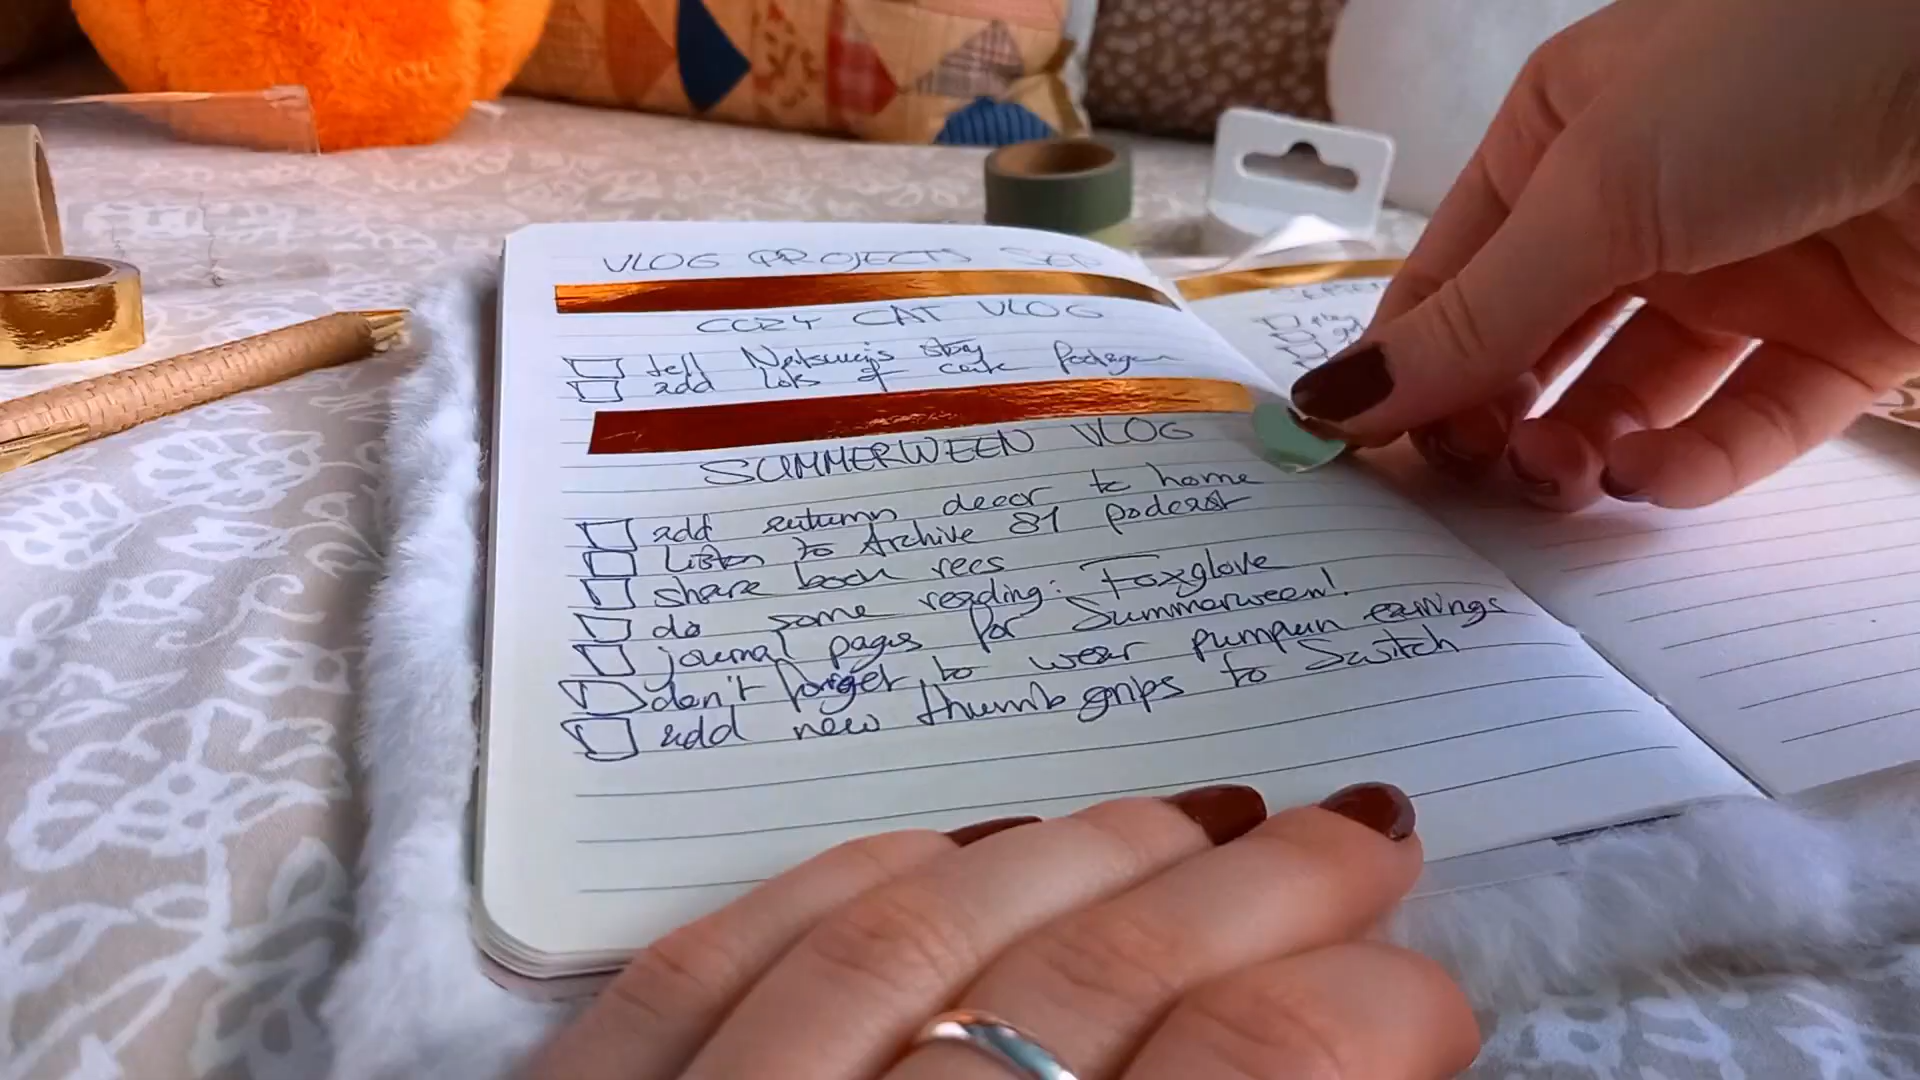 VLOG PROJECTS SEP
COZY CAT VLOG
tell Natsumi's story
add lots of cute footage
SUMMERWEEN VLOG
add autumn decor to home
Listen to Archive 81 podcast
share book recs
do some reading: Foxglove
journal pages for Summerween!
don't forget to wear pumpkin earrings
add new thumb grips to Switch